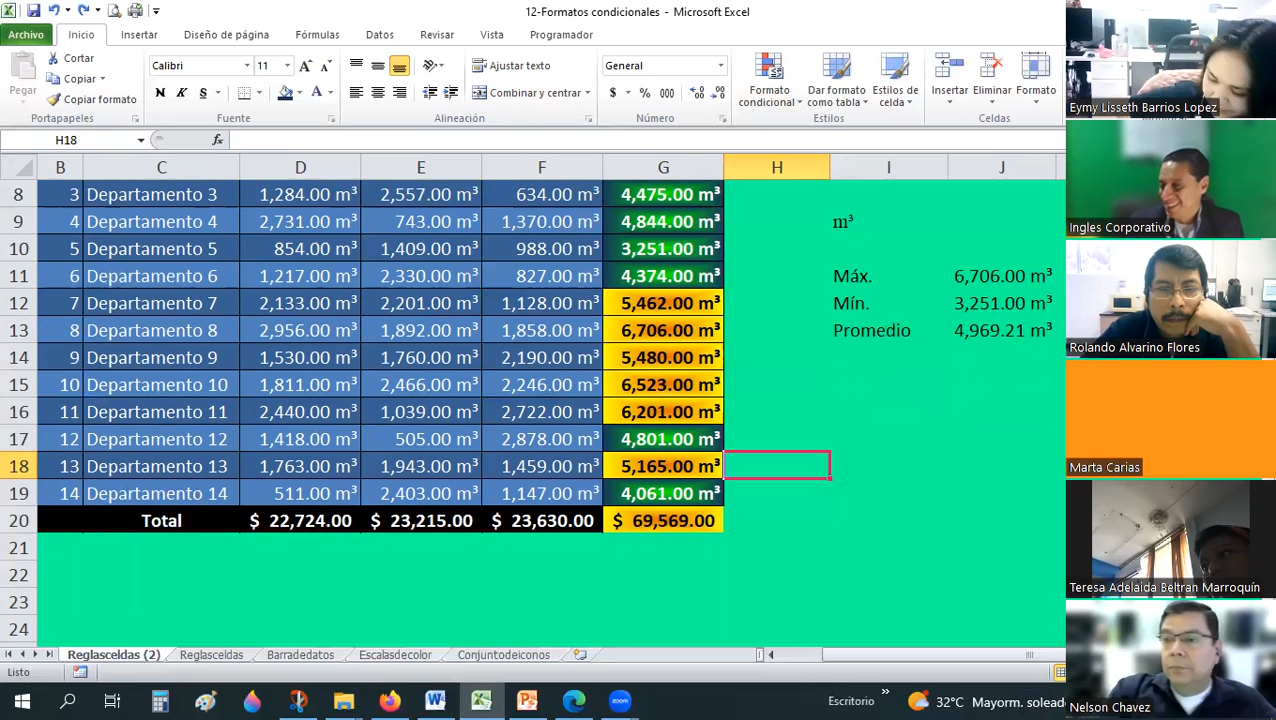 12-Formatos condicionales - Microsoft Excel
Archivo Inicio Insertar Diseño de página Fórmulas Datos Revisar Vista Programador
Pegar Cortar Calibri 11 Ajustar texto General
Copiar N K S Combinar y centrar $ % 000
Copiar formato Formato condicional Dar formato como tabla Estilos de celda Insertar Eliminar Formato
Portapapeles Fuente Alineación Número Estilos Celdas
H18 fx
B C D E F G H I J
8 3 Departamento 3 1,284.00 m³ 2,557.00 m³ 634.00 m³ 4,475.00 m³
9 4 Departamento 4 2,731.00 m³ 743.00 m³ 1,370.00 m³ 4,844.00 m³ m³
10 5 Departamento 5 854.00 m³ 1,409.00 m³ 988.00 m³ 3,251.00 m³
11 6 Departamento 6 1,217.00 m³ 2,330.00 m³ 827.00 m³ 4,374.00 m³ Máx. 6,706.00 m³
12 7 Departamento 7 2,133.00 m³ 2,201.00 m³ 1,128.00 m³ 5,462.00 m³ Mín. 3,251.00 m³
13 8 Departamento 8 2,956.00 m³ 1,892.00 m³ 1,858.00 m³ 6,706.00 m³ Promedio 4,969.21 m³
14 9 Departamento 9 1,530.00 m³ 1,760.00 m³ 2,190.00 m³ 5,480.00 m³
15 10 Departamento 10 1,811.00 m³ 2,466.00 m³ 2,246.00 m³ 6,523.00 m³
16 11 Departamento 11 2,440.00 m³ 1,039.00 m³ 2,722.00 m³ 6,201.00 m³
17 12 Departamento 12 1,418.00 m³ 505.00 m³ 2,878.00 m³ 4,801.00 m³
18 13 Departamento 13 1,763.00 m³ 1,943.00 m³ 1,459.00 m³ 5,165.00 m³
19 14 Departamento 14 511.00 m³ 2,403.00 m³ 1,147.00 m³ 4,061.00 m³
20 Total $ 22,724.00 $ 23,215.00 $ 23,630.00 $ 69,569.00
21
22
23
24
Reglasceldas (2) Reglasceldas Barradedatos Escalasdecolor Conjuntodeiconos
Listo
Escritorio » 32°C Mayorm. soleado
Eymy Lisseth Barrios Lopez
Ingles Corporativo
Rolando Alvarino Flores
Marta Carias
Teresa Adelaida Beltran Marroquín
Nelson Chavez